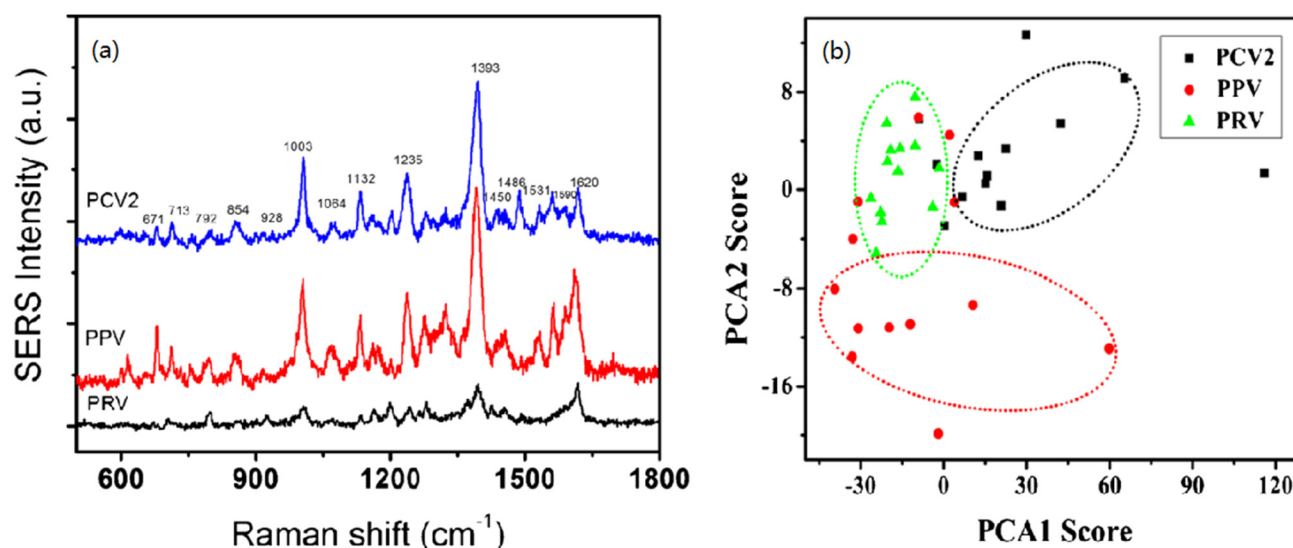 (a)
1393
1003
1235
1132
1486
1620
1531
1590
1450
671
713
792
854
928
1064
PCV2
PPV
PRV
SERS Intensity (a.u.)
600 900 1200 1500 1800
Raman shift (cm⁻¹)
(b)
PCV2
PPV
PRV
8
0
-8
-16
PCA2 Score
-30 0 30 60 90 120
PCA1 Score